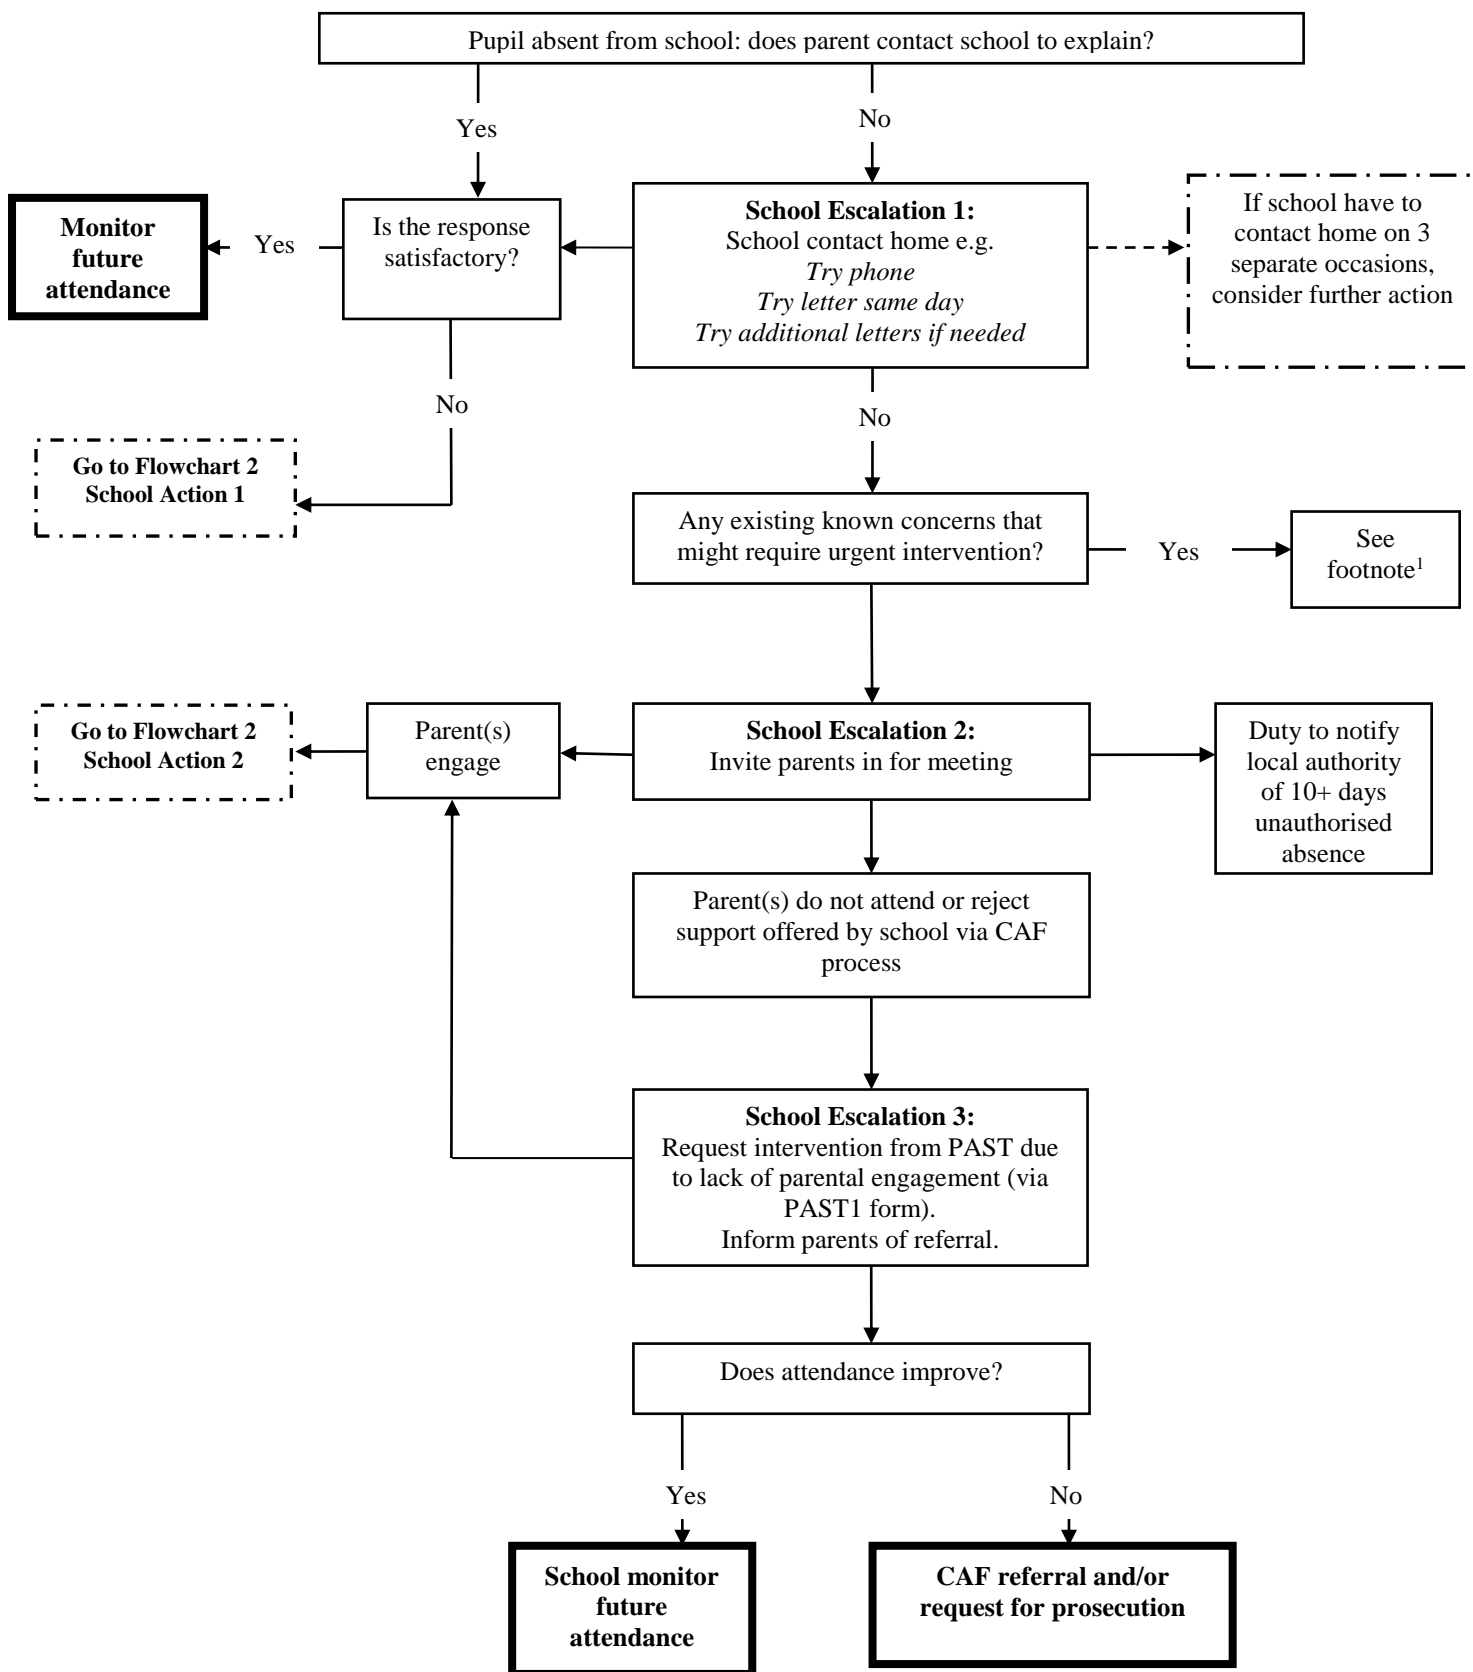 Pupil absent from school: does parent contact school to explain?
Yes
No
Monitor
future
attendance
Yes
Is the response
satisfactory?
School Escalation 1:
School contact home e.g.
Try phone
Try letter same day
Try additional letters if needed
If school have to
contact home on 3
separate occasions,
consider further action
No
No
Go to Flowchart 2
School Action 1
Any existing known concerns that
might require urgent intervention?
Yes
See
footnote¹
Go to Flowchart 2
School Action 2
Parent(s)
engage
School Escalation 2:
Invite parents in for meeting
Duty to notify
local authority
of 10+ days
unauthorised
absence
Parent(s) do not attend or reject
support offered by school via CAF
process
School Escalation 3:
Request intervention from PAST due
to lack of parental engagement (via
PAST1 form).
Inform parents of referral.
Does attendance improve?
Yes
No
School monitor
future
attendance
CAF referral and/or
request for prosecution